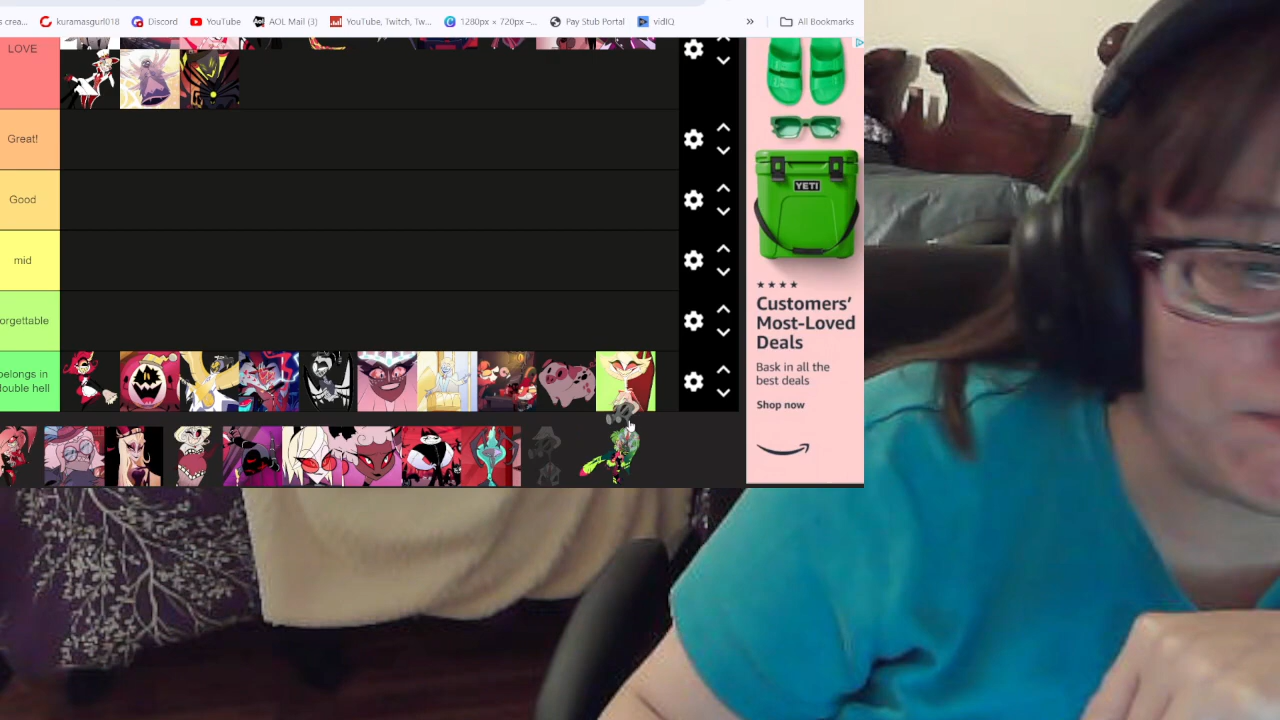 s crea...
kuramasgurl018
Discord
YouTube
Aol
AOL Mail (3)
YouTube, Twitch, Tw...
1280px × 720px –...
Pay Stub Portal
vidIQ
»
All Bookmarks
LOVE
Great!
Good
mid
orgettable
belongs in
double hell
YETI
Customers'
Most-Loved
Deals
Bask in all the
best deals
Shop now